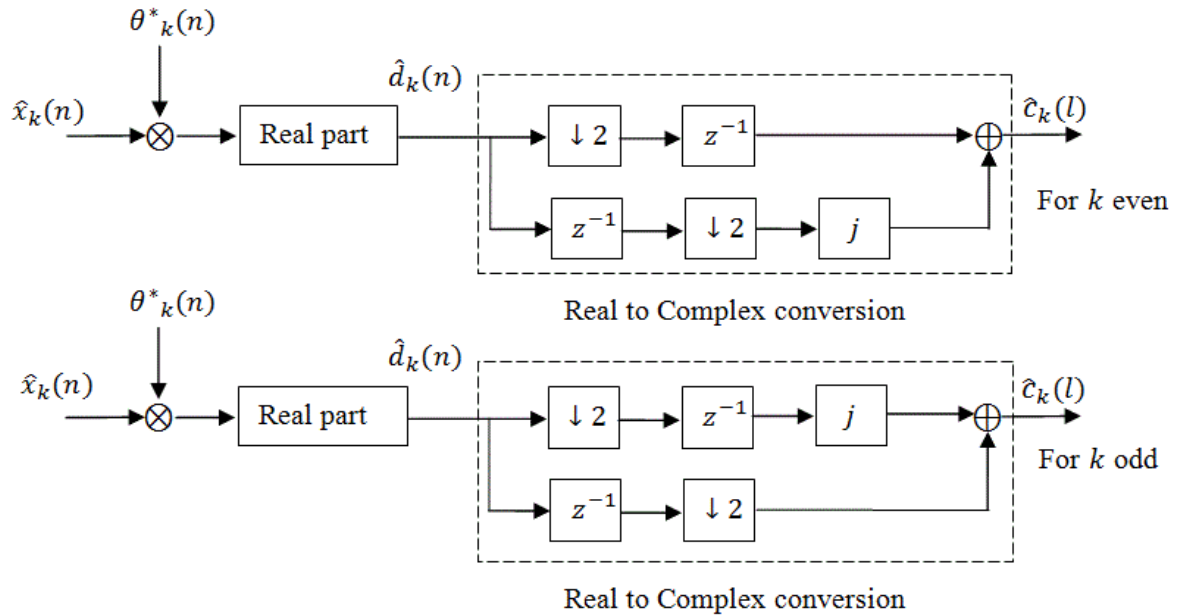 θ*ₖ(n)
x̂ₖ(n)
Real part
d̂ₖ(n)
↓ 2
z⁻¹
ĉₖ(l)
z⁻¹
↓ 2
j
For k even
Real to Complex conversion
θ*ₖ(n)
x̂ₖ(n)
Real part
d̂ₖ(n)
↓ 2
z⁻¹
j
ĉₖ(l)
z⁻¹
↓ 2
For k odd
Real to Complex conversion